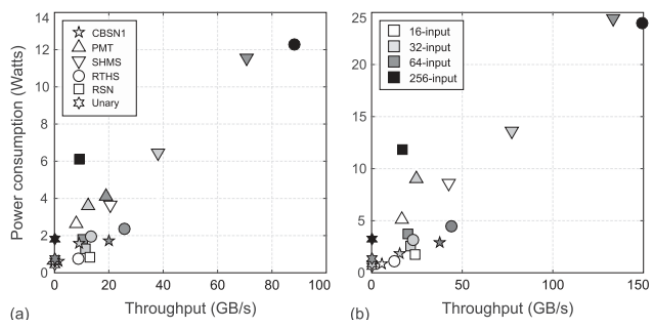 14
12
10
8
6
4
2
0
Power consumption (Watts)
CBSN1
PMT
SHMS
RTHS
RSN
Unary
0 20 40 60 80 100
(a) Throughput (GB/s)
25
20
15
10
5
0
16-input
32-input
64-input
256-input
0 50 100 150
(b) Throughput (GB/s)